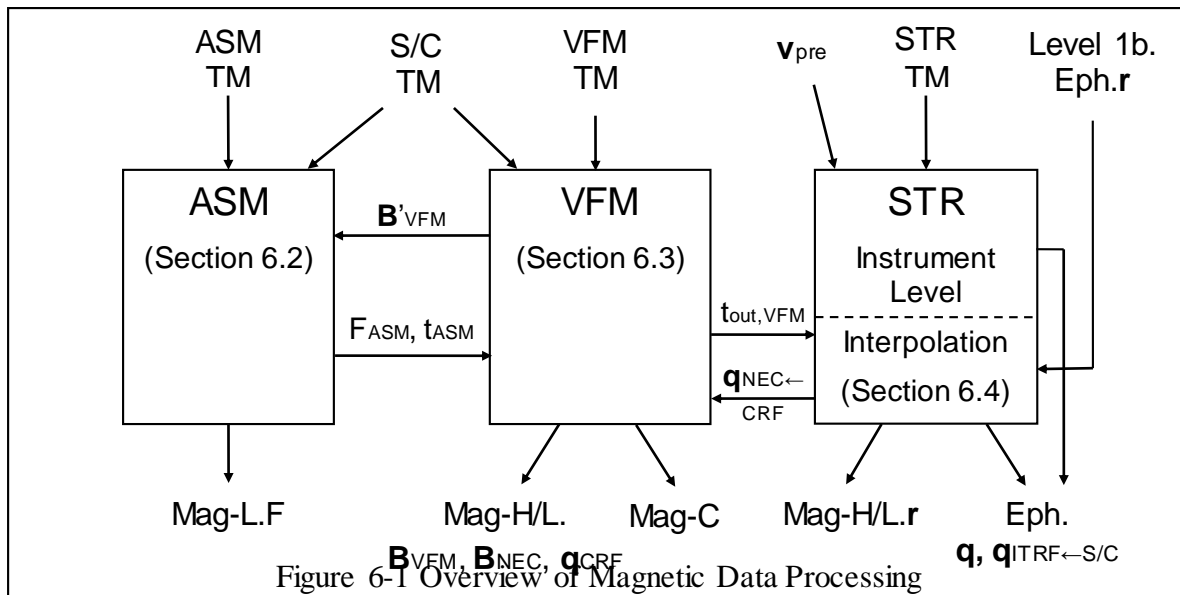 ASM
TM
S/C
TM
VFM
TM
vpre
STR
TM
Level 1b.
Eph.r
ASM
(Section 6.2)
B'VFM
FASM, tASM
VFM
(Section 6.3)
tout,VFM
qNEC←
CRF
STR
Instrument
Level
Interpolation
(Section 6.4)
Mag-L.F
Mag-H/L.
BVFM, BNEC, qCRF
Mag-C
Mag-H/L.r
Eph.
q, qITRF←S/C
Figure 6-1 Overview of Magnetic Data Processing